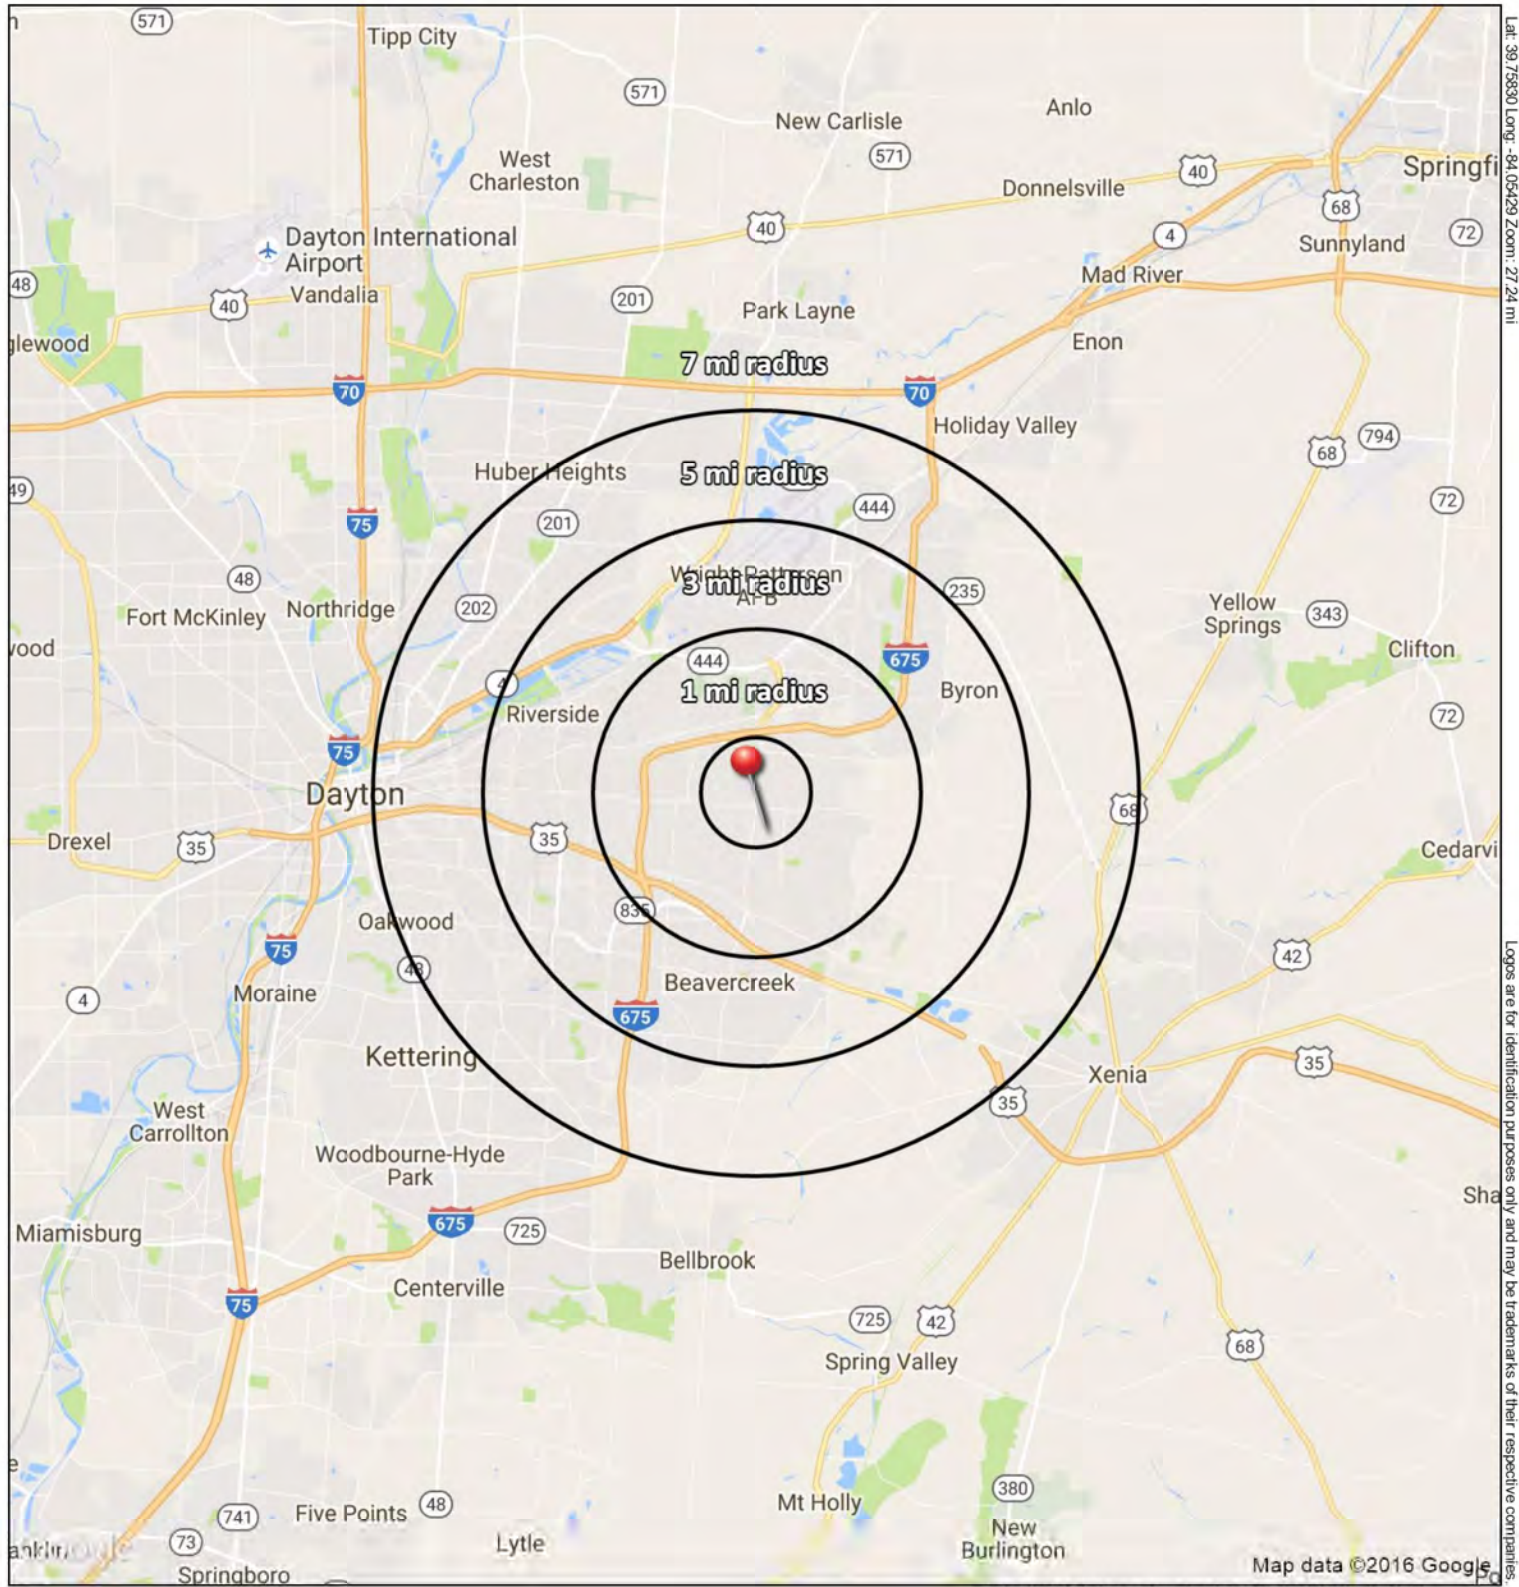 571
Tipp City
571
New Carlisle
Anlo
571
West
Charleston
40
Springfi
Donnelsville
68
40
72
Dayton International
Airport
4
Sunnyland
48
40
Vandalia
201
Mad River
Park Layne
glewood
Enon
7 mi radius
70
70
Holiday Valley
794
68
Huber Heights
5 mi radius
49
72
444
201
75
Wright-Patterson
AFB
3 mi radius
48
235
Yellow
Springs
343
Fort McKinley
Northridge
202
wood
Clifton
444
675
4
1 mi radius
Byron
Riverside
72
75
Dayton
68
Drexel
35
35
Cedarvi
835
Oakwood
75
48
42
Beavercreek
4
Moraine
675
Kettering
35
Xenia
35
West
Carrollton
Woodbourne-Hyde
Park
Sha
Miamisburg
675
725
Bellbrook
Centerville
75
725
42
68
Spring Valley
Mt Holly
380
48
Five Points
741
New
Burlington
73
Lytle
anklin
Springboro
Map data ©2016 Google
Lat: 39.75830 Long: -84.05429 Zoom: 27.24 mi
Logos are for identification purposes only and may be trademarks of their respective companies.